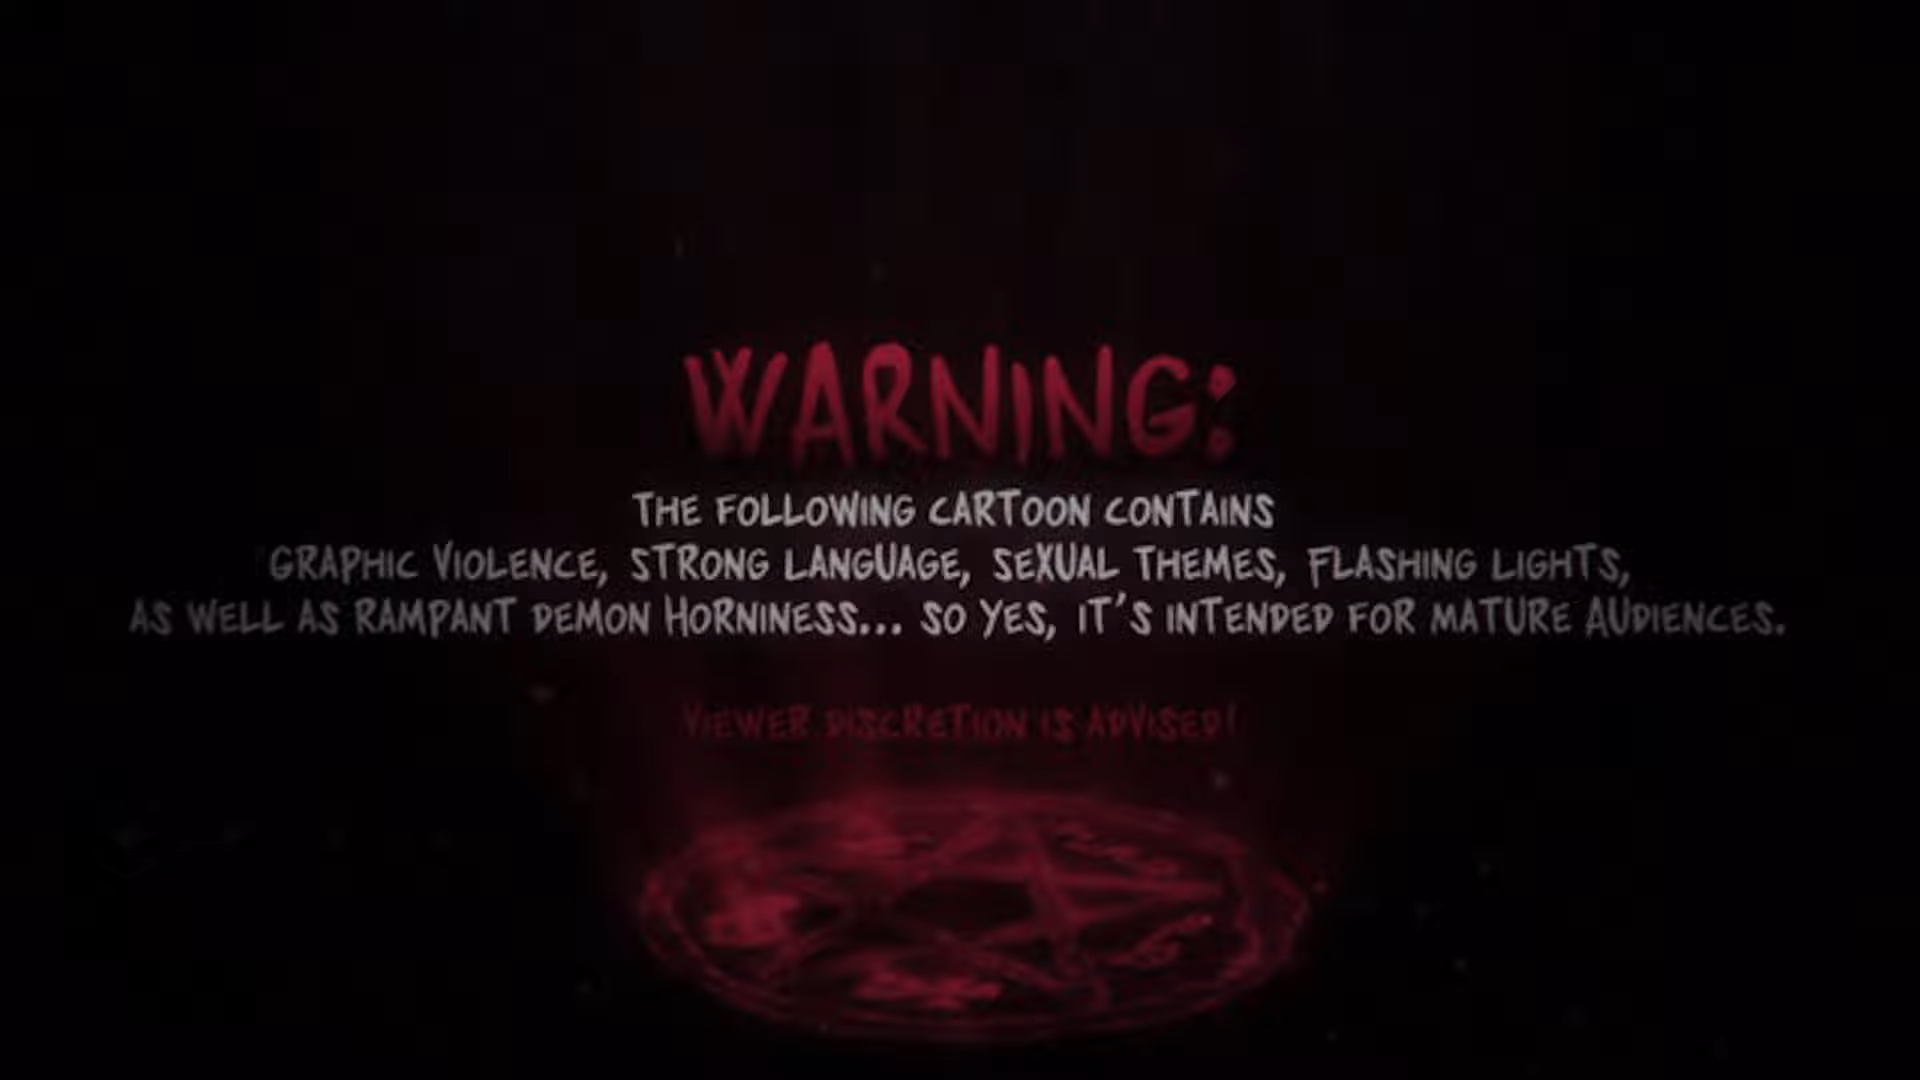 WARNING:
THE FOLLOWING CARTOON CONTAINS
GRAPHIC VIOLENCE, STRONG LANGUAGE, SEXUAL THEMES, FLASHING LIGHTS,
AS WELL AS RAMPANT DEMON HORNINESS... SO YES, IT'S INTENDED FOR MATURE AUDIENCES.
VIEWER DISCRETION IS ADVISED!